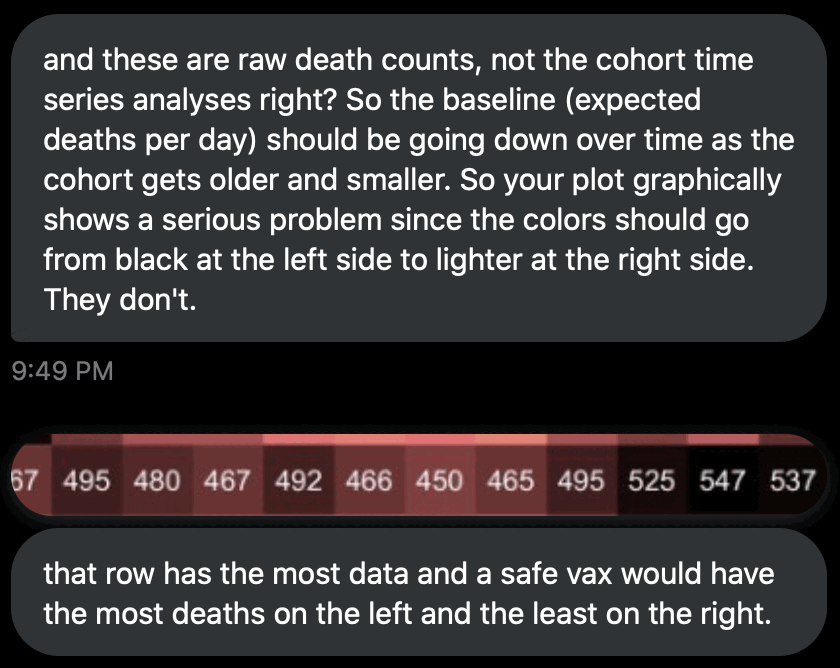 and these are raw death counts, not the cohort time
series analyses right? So the baseline (expected
deaths per day) should be going down over time as the
cohort gets older and smaller. So your plot graphically
shows a serious problem since the colors should go
from black at the left side to lighter at the right side.
They don't.
9:49 PM
67 495 480 467 492 466 450 465 495 525 547 537
that row has the most data and a safe vax would have
the most deaths on the left and the least on the right.